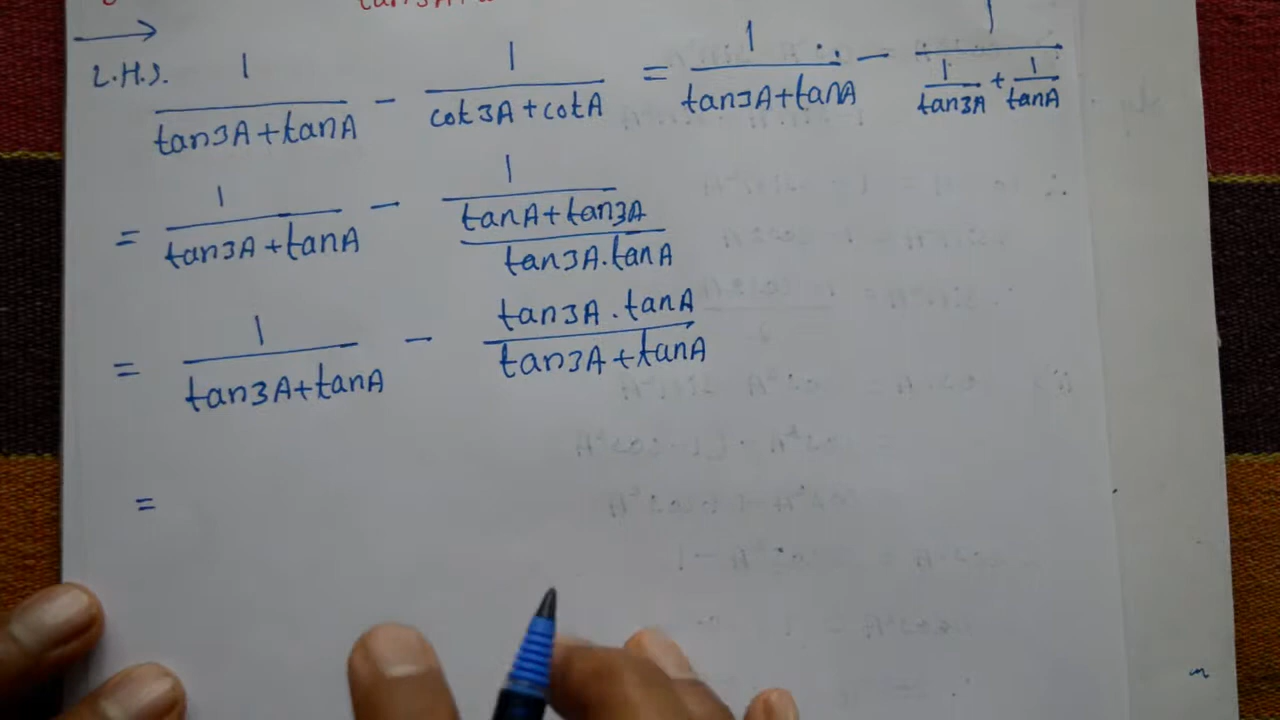 L.H.S. 1/(tan3A+tanA) - 1/(cot3A+cotA) = 1/(tan3A+tanA) - 1/(1/tan3A + 1/tanA)
= 1/(tan3A+tanA) - 1/((tanA+tan3A)/(tan3A.tanA))
= 1/(tan3A+tanA) - (tan3A.tanA)/(tan3A+tanA)
=